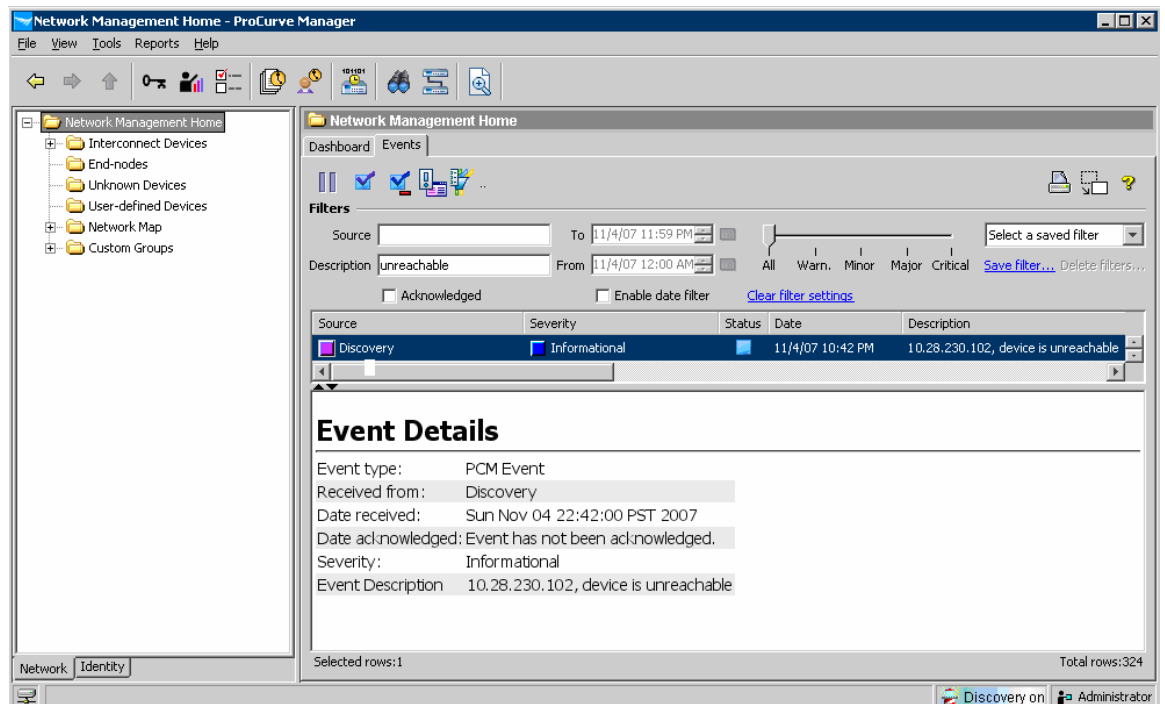 Network Management Home - ProCurve Manager
File View Tools Reports Help
Network Management Home
Interconnect Devices
End-nodes
Unknown Devices
User-defined Devices
Network Map
Custom Groups
Network Identity
Network Management Home
Dashboard Events
..
Filters
Source To 11/4/07 11:59 PM Select a saved filter
Description unreachable From 11/4/07 12:00 AM All Warn. Minor Major Critical Save filter... Delete filters...
Acknowledged Enable date filter Clear filter settings
Source Severity Status Date Description
Discovery Informational 11/4/07 10:42 PM 10.28.230.102, device is unreachable
Event Details
Event type: PCM Event
Received from: Discovery
Date received: Sun Nov 04 22:42:00 PST 2007
Date acknowledged: Event has not been acknowledged.
Severity: Informational
Event Description 10.28.230.102, device is unreachable
Selected rows:1 Total rows:324
Discovery on Administrator